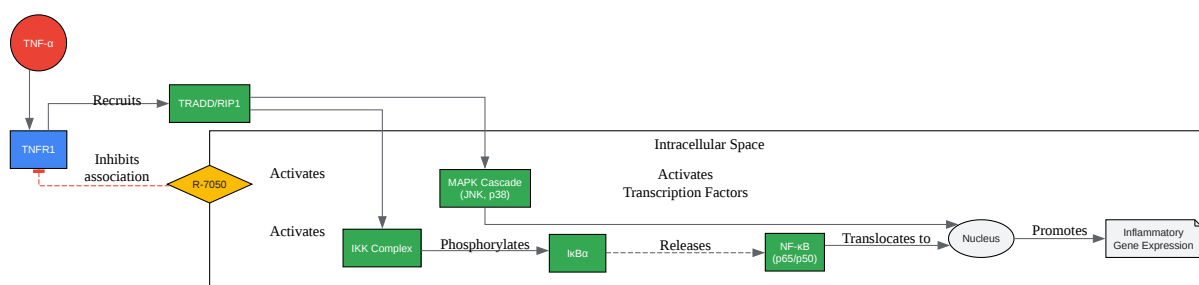 TNF-α
Recruits
TRADD/RIP1
TNFR1
Intracellular Space
Inhibits
association
R-7050
Activates
MAPK Cascade
(JNK, p38)
Activates
Transcription Factors
Activates
IKK Complex
Phosphorylates
IκBα
Releases
NF-κB
(p65/p50)
Translocates to
Nucleus
Promotes
Inflammatory
Gene Expression